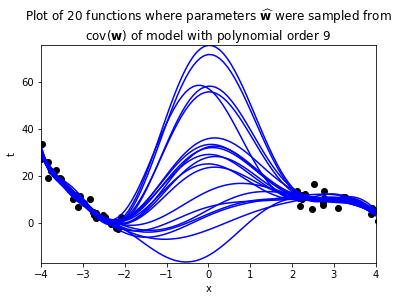 Plot of 20 functions where parameters ŵ were sampled from
cov(w) of model with polynomial order 9
60
40
20
0
t
−4 −3 −2 −1 0 1 2 3 4
x